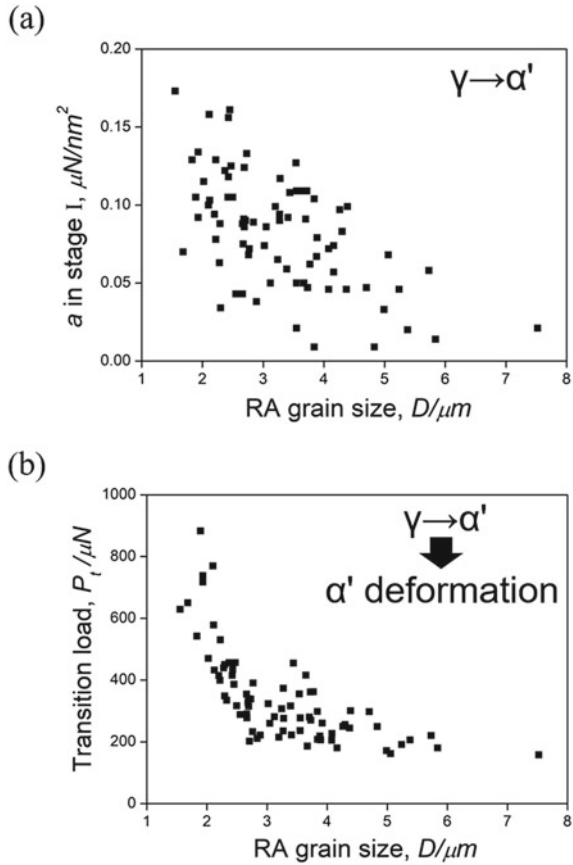 (a)
0.20
0.15
0.10
0.05
0.00
a in stage I, μN/nm²
γ→α'
1 2 3 4 5 6 7 8
RA grain size, D/μm
(b)
1000
800
600
400
200
0
Transition load, Pₜ/μN
γ→α'
α' deformation
1 2 3 4 5 6 7 8
RA grain size, D/μm